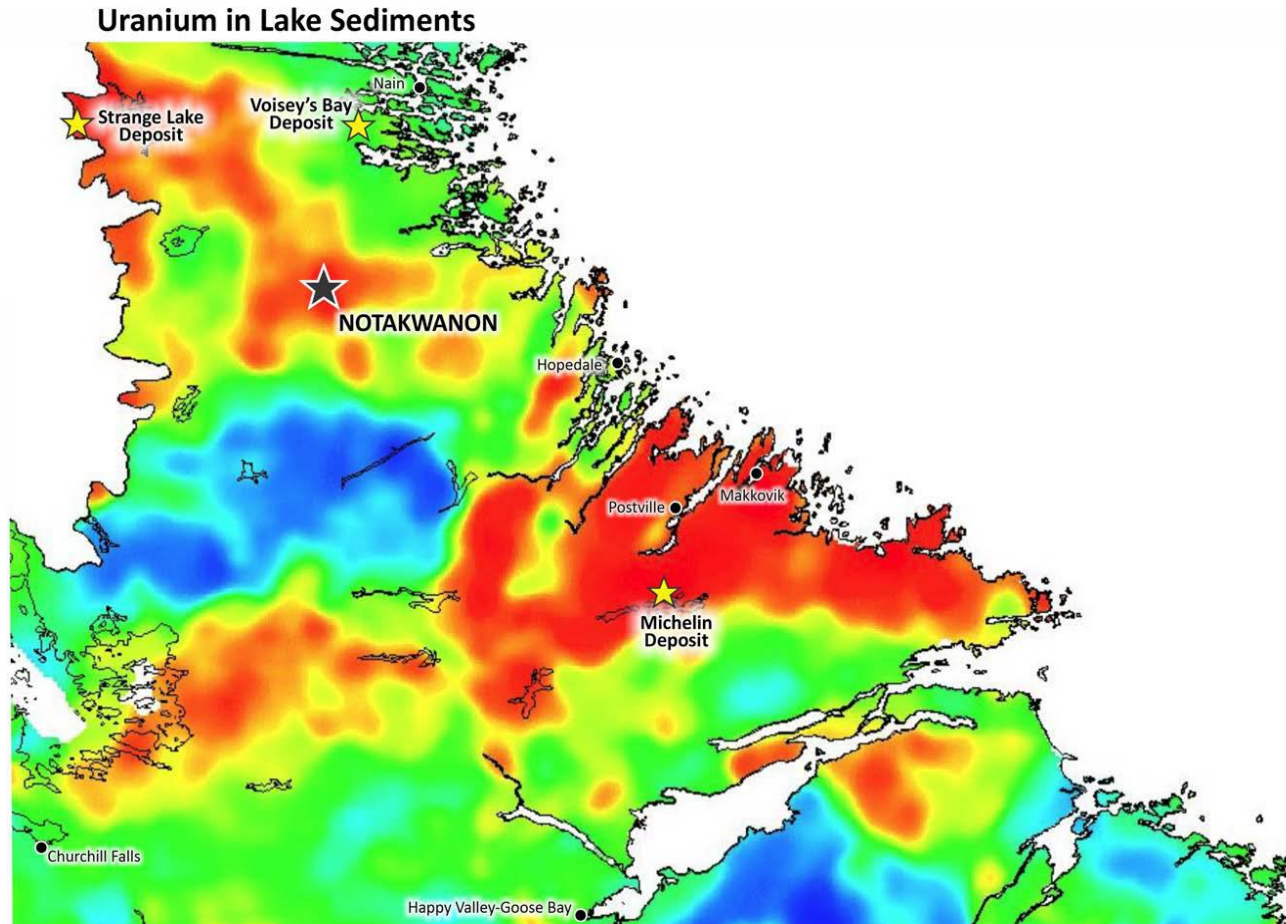 Uranium in Lake Sediments
Nain
Strange Lake
Deposit
Voisey's Bay
Deposit
NOTAKWANON
Hopedale
Postville
Makkovik
Michelin
Deposit
Churchill Falls
Happy Valley-Goose Bay